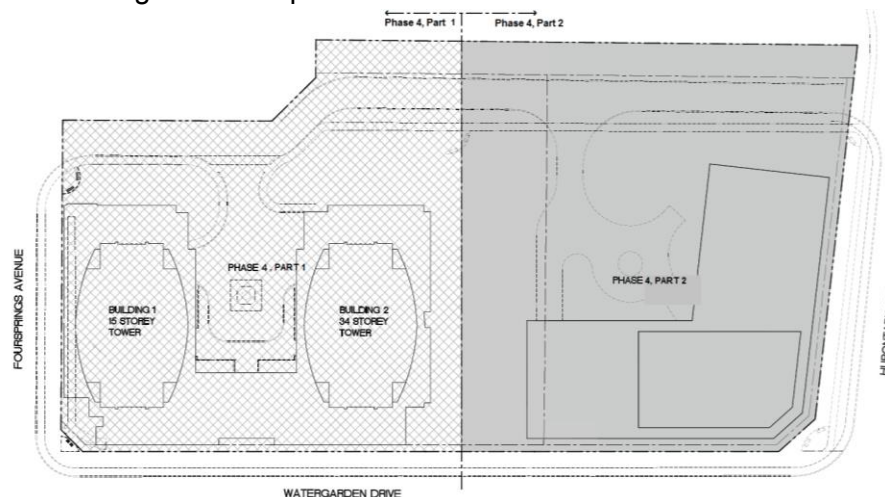 Phase 4, Part 1
Phase 4, Part 2
PHASE 4 , PART 1
PHASE 4, PART 2
BUILDING 1
15 STOREY
TOWER
BUILDING 2
34 STOREY
TOWER
FOURSPRINGS AVENUE
WATERGARDEN DRIVE